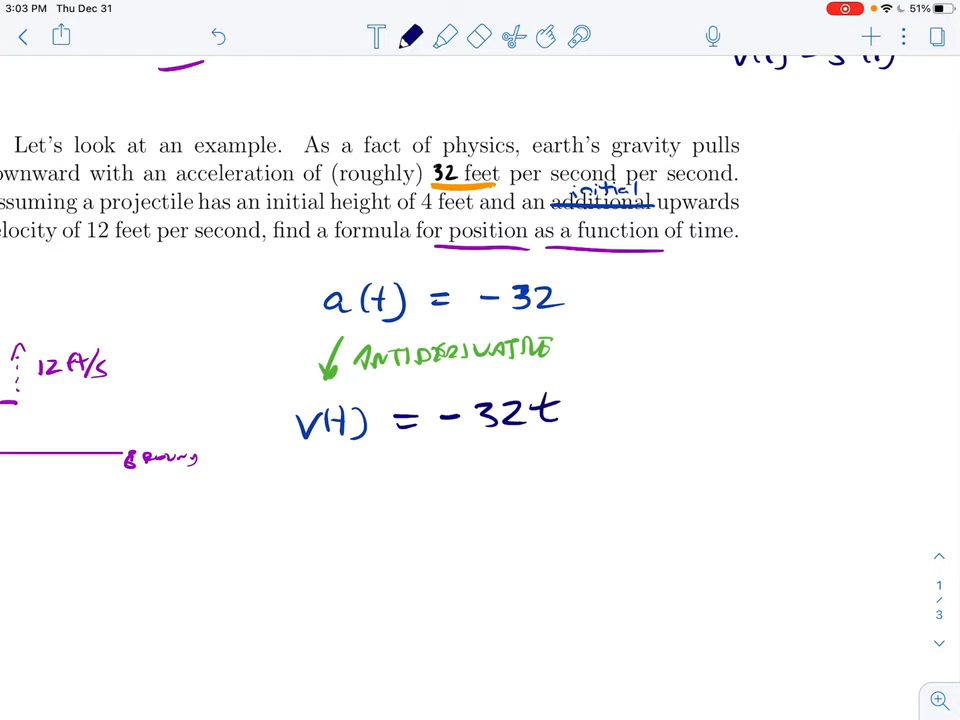 3:03 PM Thu Dec 31
51%
T
v(t) = s'(t)
Let's look at an example. As a fact of physics, earth's gravity pulls
ownward with an acceleration of (roughly) 32 feet per second per second.
initial
ssuming a projectile has an initial height of 4 feet and an additional upwards
elocity of 12 feet per second, find a formula for position as a function of time.
a(t) = -32
ANTIDERIVATIVE
12 ft/s
v(t) = -32t
GROUND
1
/
3